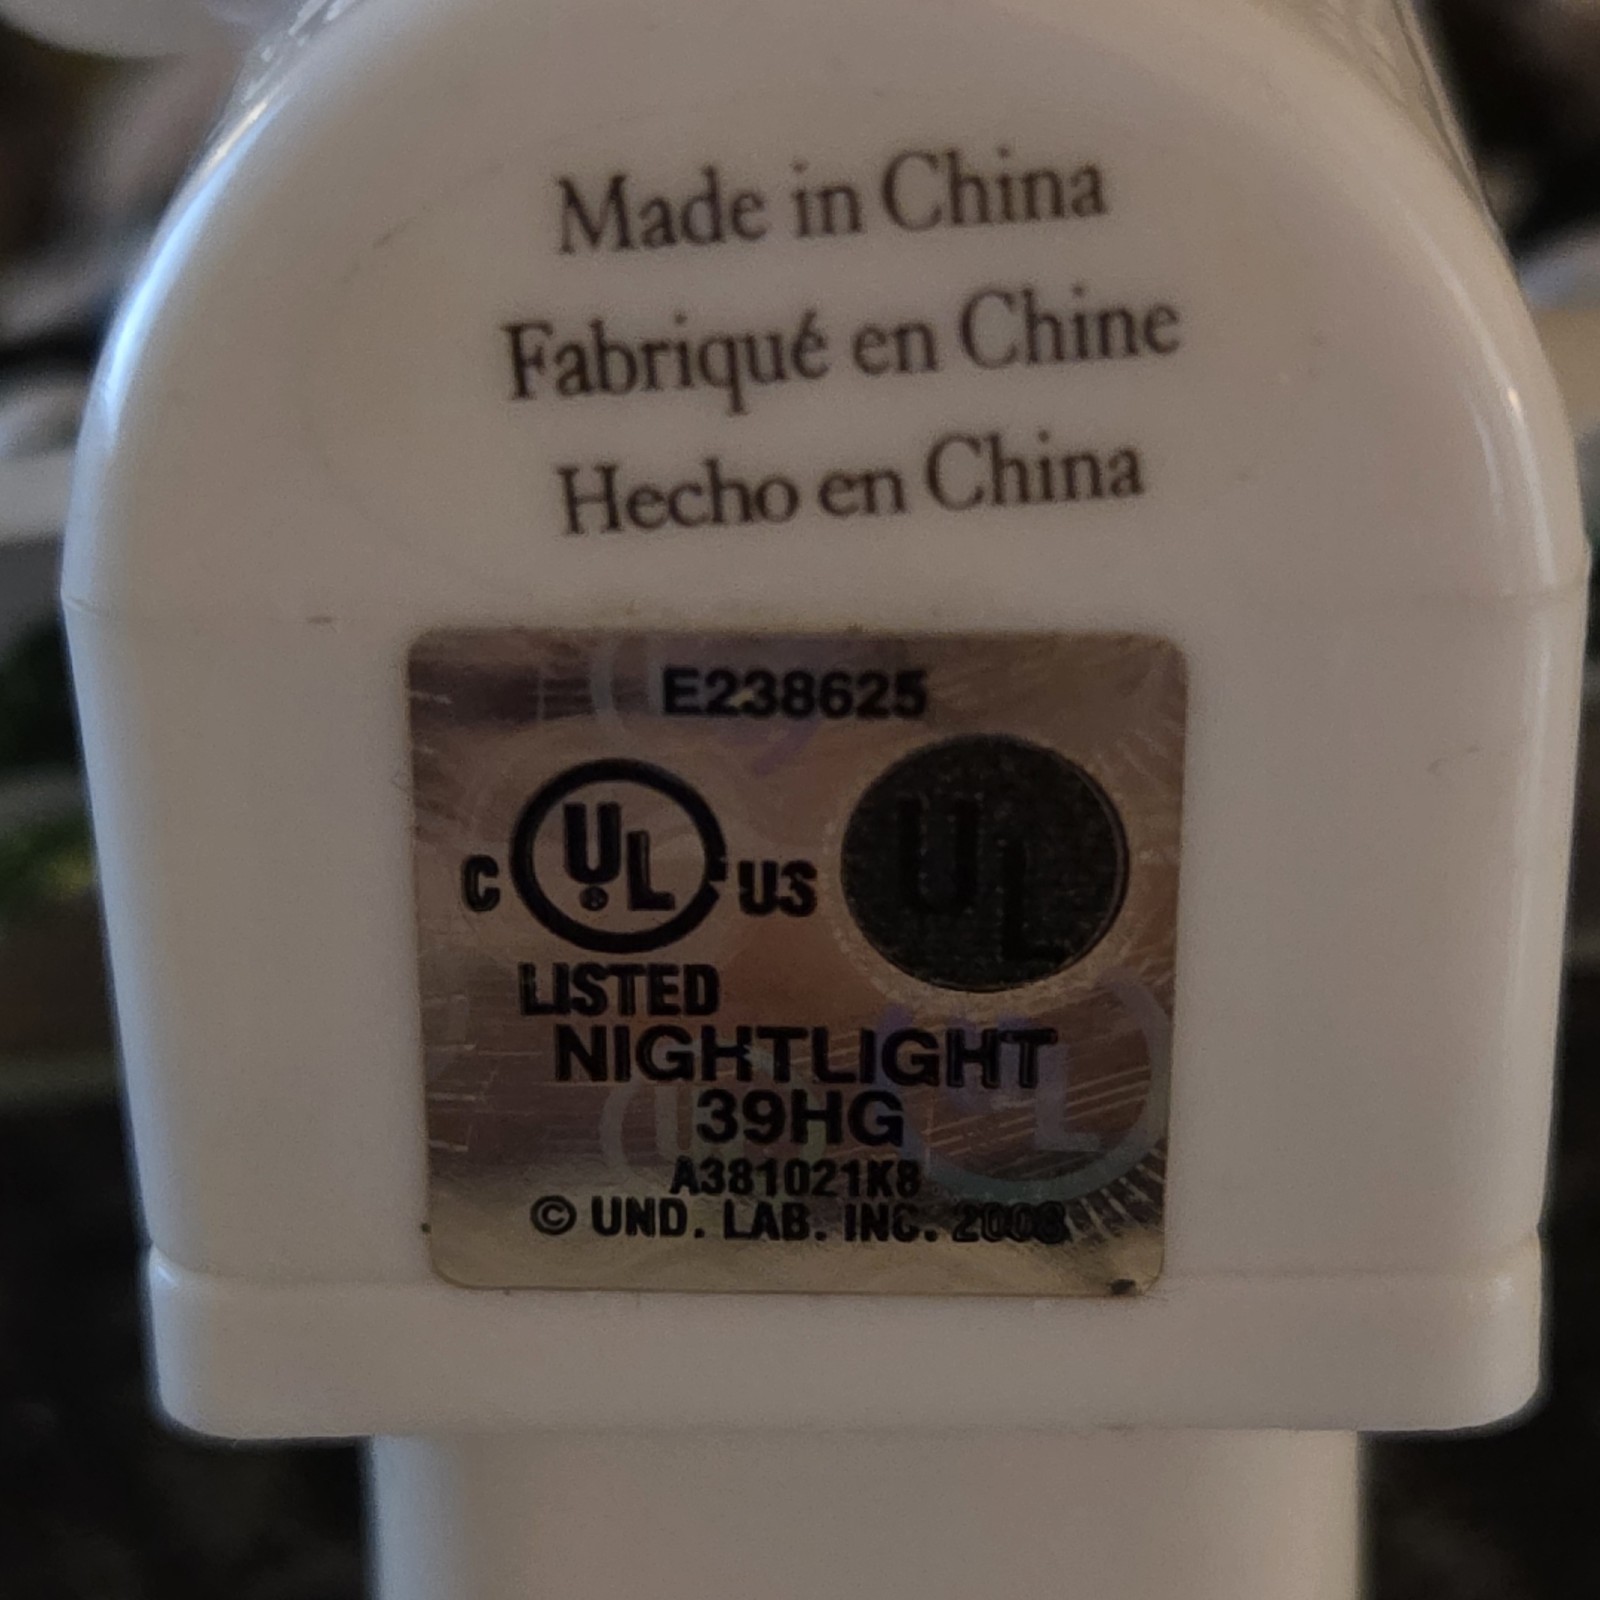 Made in China
Fabriqué en Chine
Hecho en China
E238625
C UL® US UL
LISTED
NIGHTLIGHT
39HG
A381021K8
© UND. LAB. INC. 2008